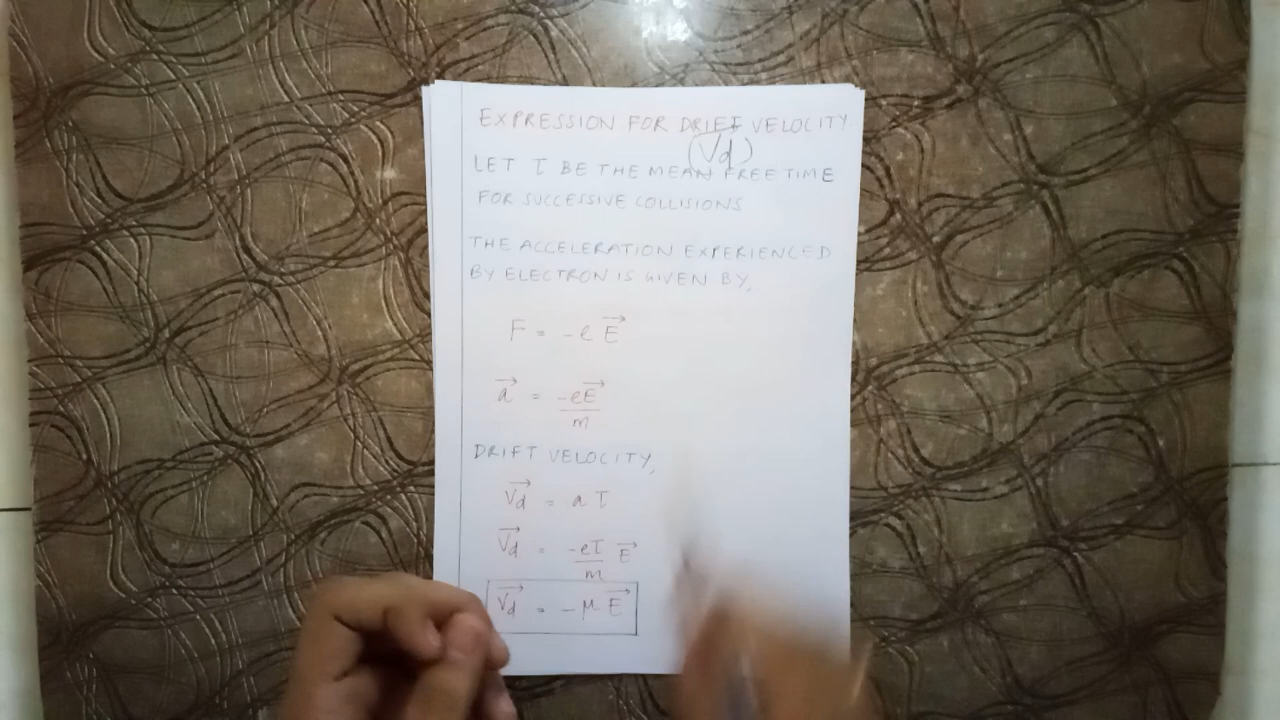 EXPRESSION FOR DRIFT VELOCITY
(Vd)
LET τ BE THE MEAN FREE TIME
FOR SUCCESSIVE COLLISIONS
THE ACCELERATION EXPERIENCED
BY ELECTRON IS GIVEN BY,
F = -e E⃗
a⃗ = -eE⃗/m
DRIFT VELOCITY,
V⃗d = a τ
V⃗d = -eτ/m E⃗
V⃗d = -μ E⃗